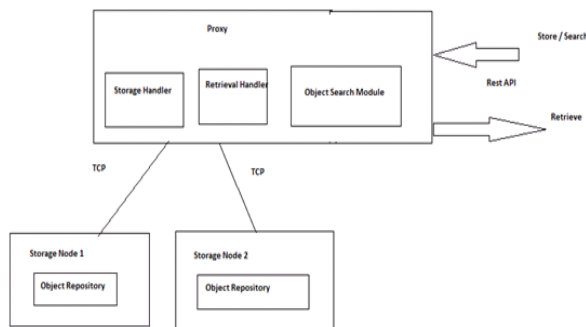 Proxy
Store / Search
Storage Handler
Retrieval Handler
Object Search Module
Rest API
Retrieve
TCP
TCP
Storage Node 1
Storage Node 2
Object Repository
Object Repository